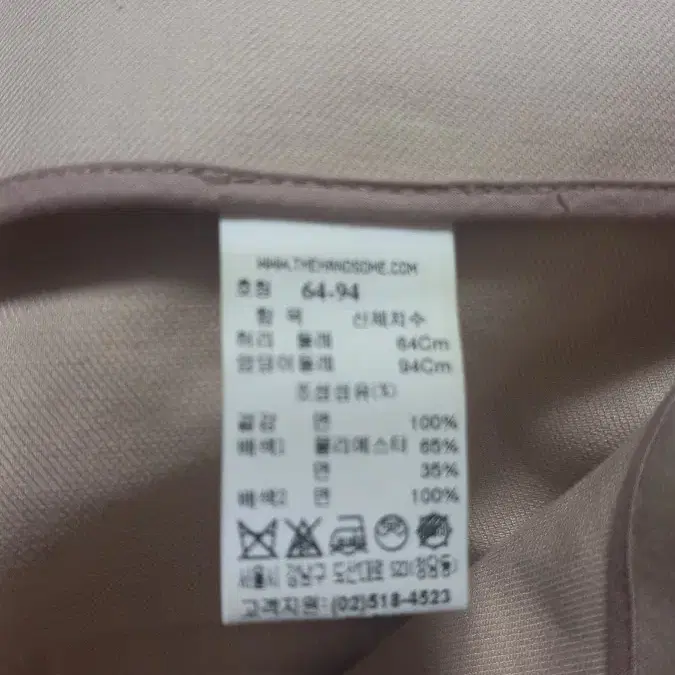 WWW.THEHANDSOME.COM
호칭 64-94
항 목 신체치수
허리 둘레 64Cm
엉덩이둘레 94Cm
조성섬유(%)
겉감 면 100%
배색1 폴리에스타 65%
면 35%
배색2 면 100%
서울시 강남구 도산대로 523(청담동)
고객지원: (02)518-4523